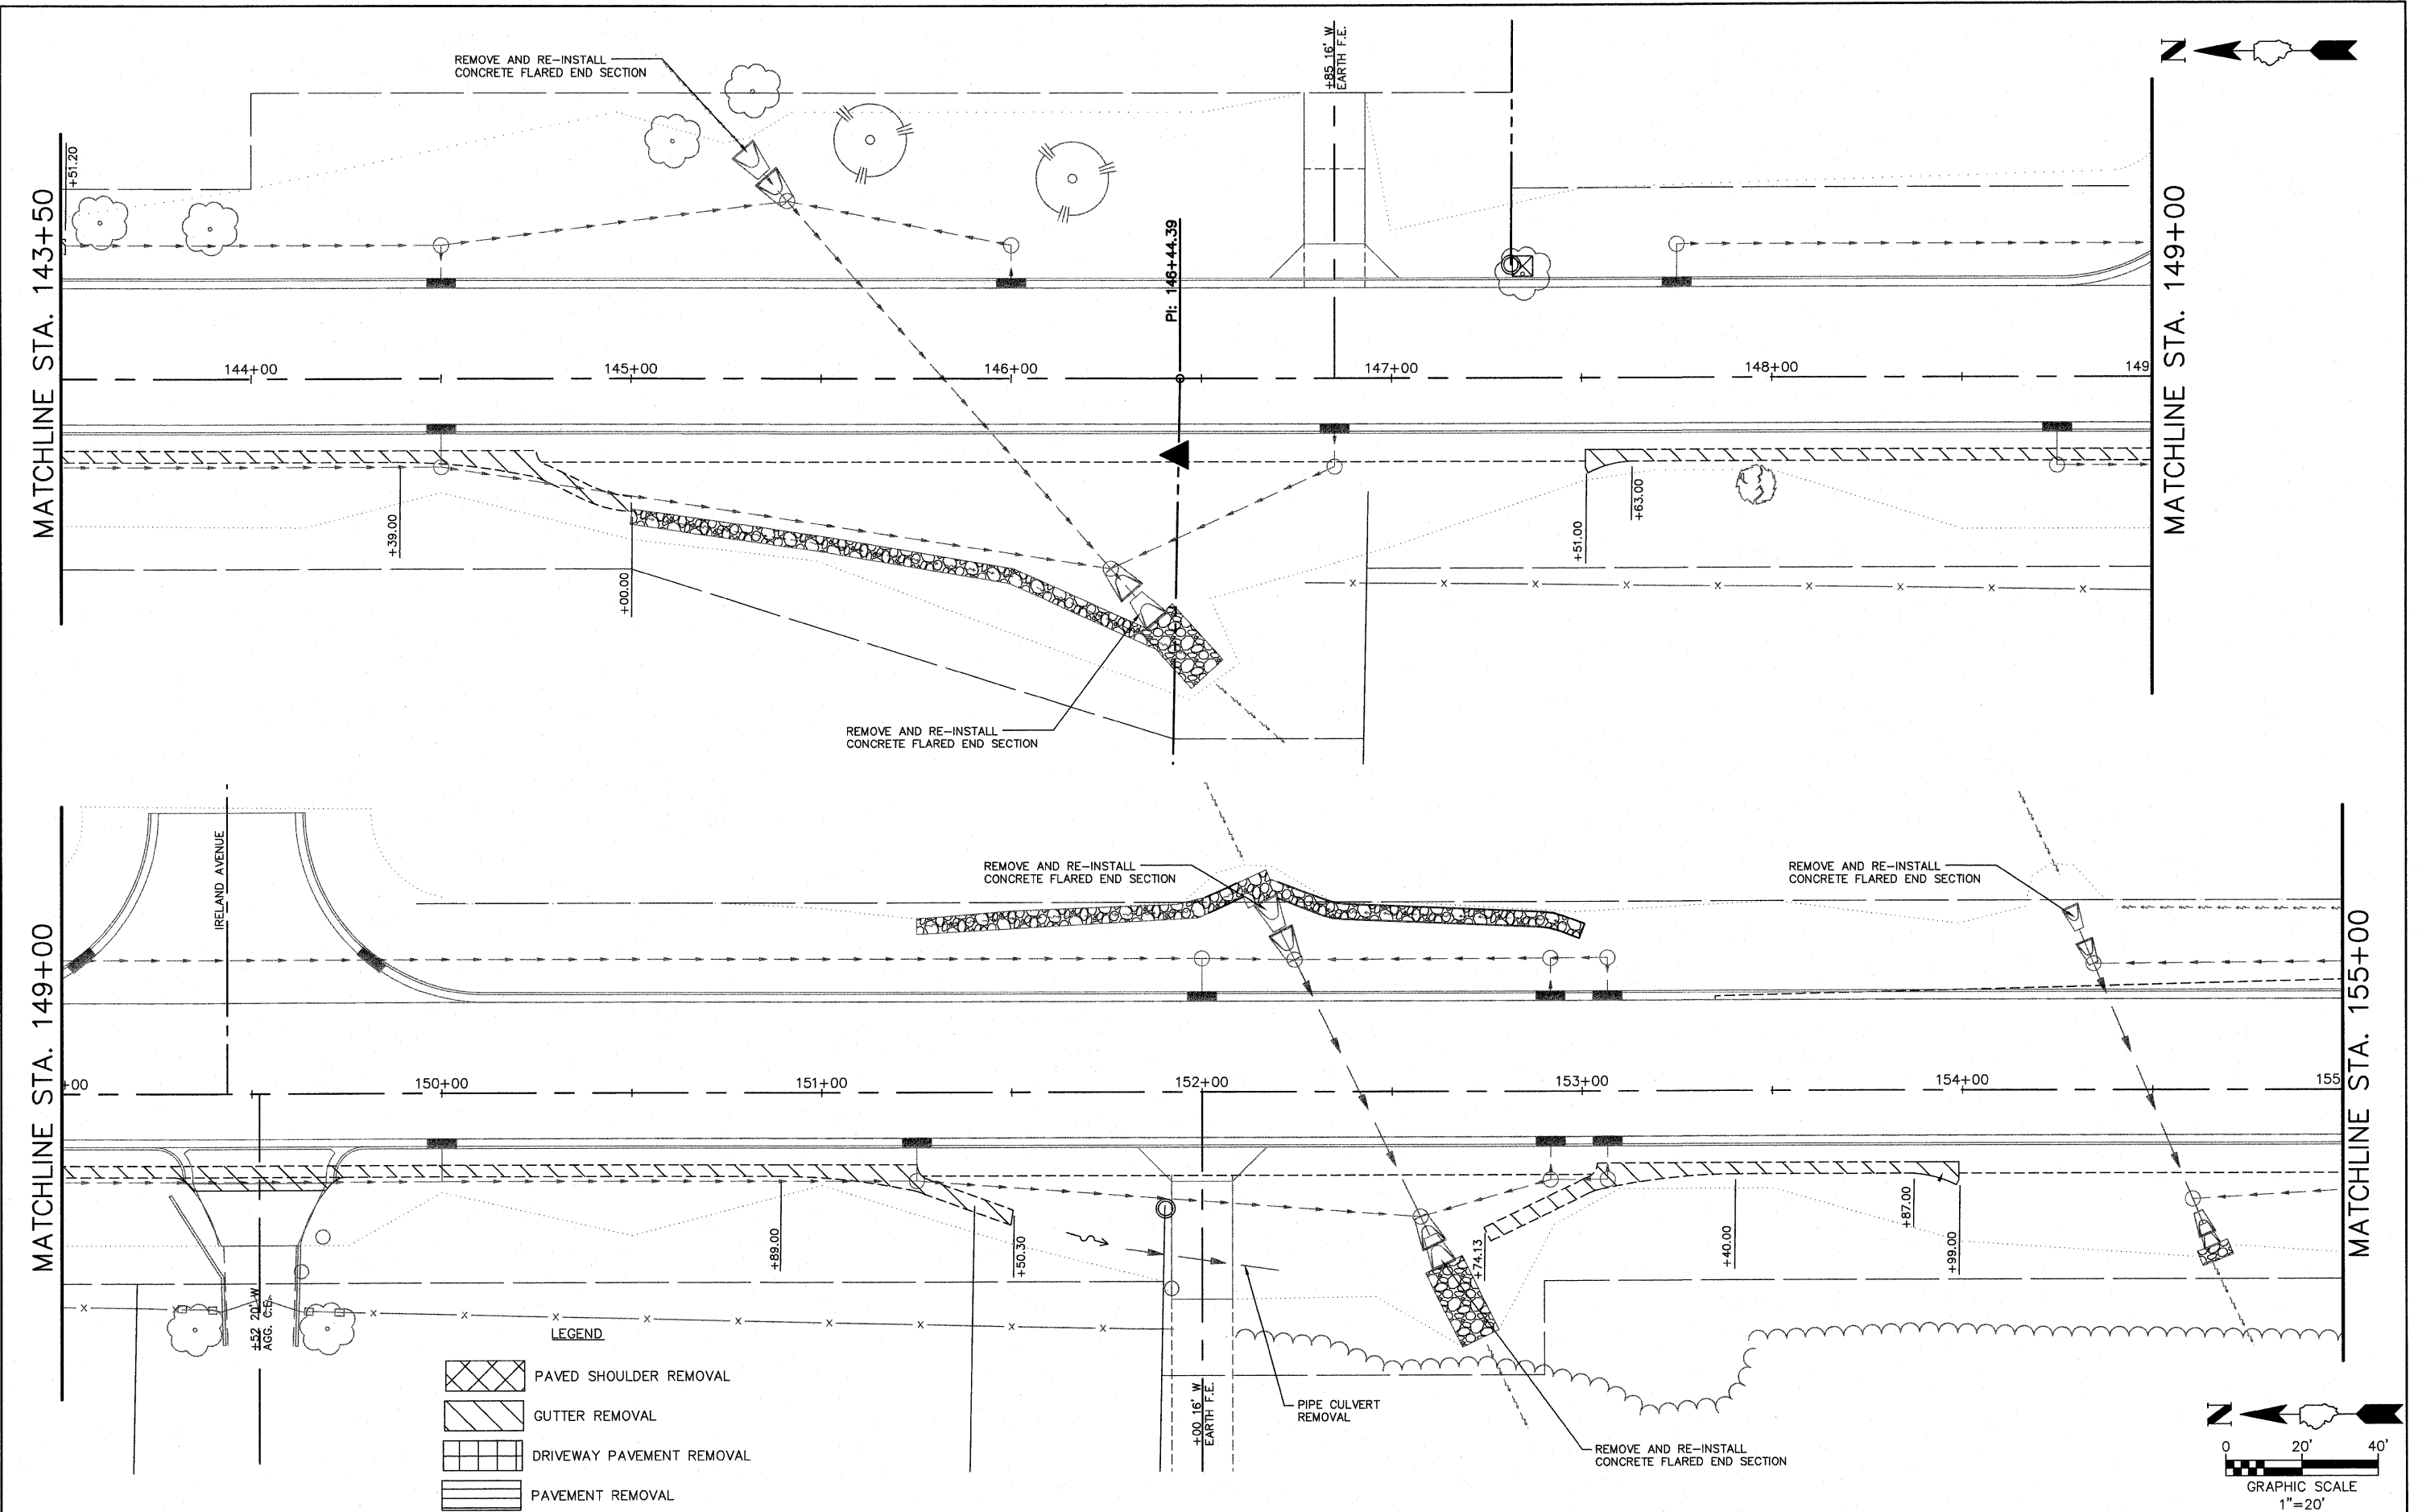 REMOVE AND RE-INSTALL
CONCRETE FLARED END SECTION
+85 16' W
EARTH F.E.
N
+51.20
MATCHLINE STA. 143+50
MATCHLINE STA. 149+00
PI: 146+44.39
144+00
145+00
146+00
147+00
148+00
149
+39.00
+00.00
+51.00
+63.00
REMOVE AND RE-INSTALL
CONCRETE FLARED END SECTION
IRELAND AVENUE
REMOVE AND RE-INSTALL
CONCRETE FLARED END SECTION
REMOVE AND RE-INSTALL
CONCRETE FLARED END SECTION
MATCHLINE STA. 149+00
MATCHLINE STA. 155+00
+00
150+00
151+00
152+00
153+00
154+00
155
+89.00
+50.30
+74.13
+40.00
+87.00
+99.00
+52 20' W
AGG. C.E.
+00 16' W
EARTH F.E.
PIPE CULVERT
REMOVAL
REMOVE AND RE-INSTALL
CONCRETE FLARED END SECTION
LEGEND
PAVED SHOULDER REMOVAL
GUTTER REMOVAL
DRIVEWAY PAVEMENT REMOVAL
PAVEMENT REMOVAL
N
0 20' 40'
GRAPHIC SCALE
1"=20'